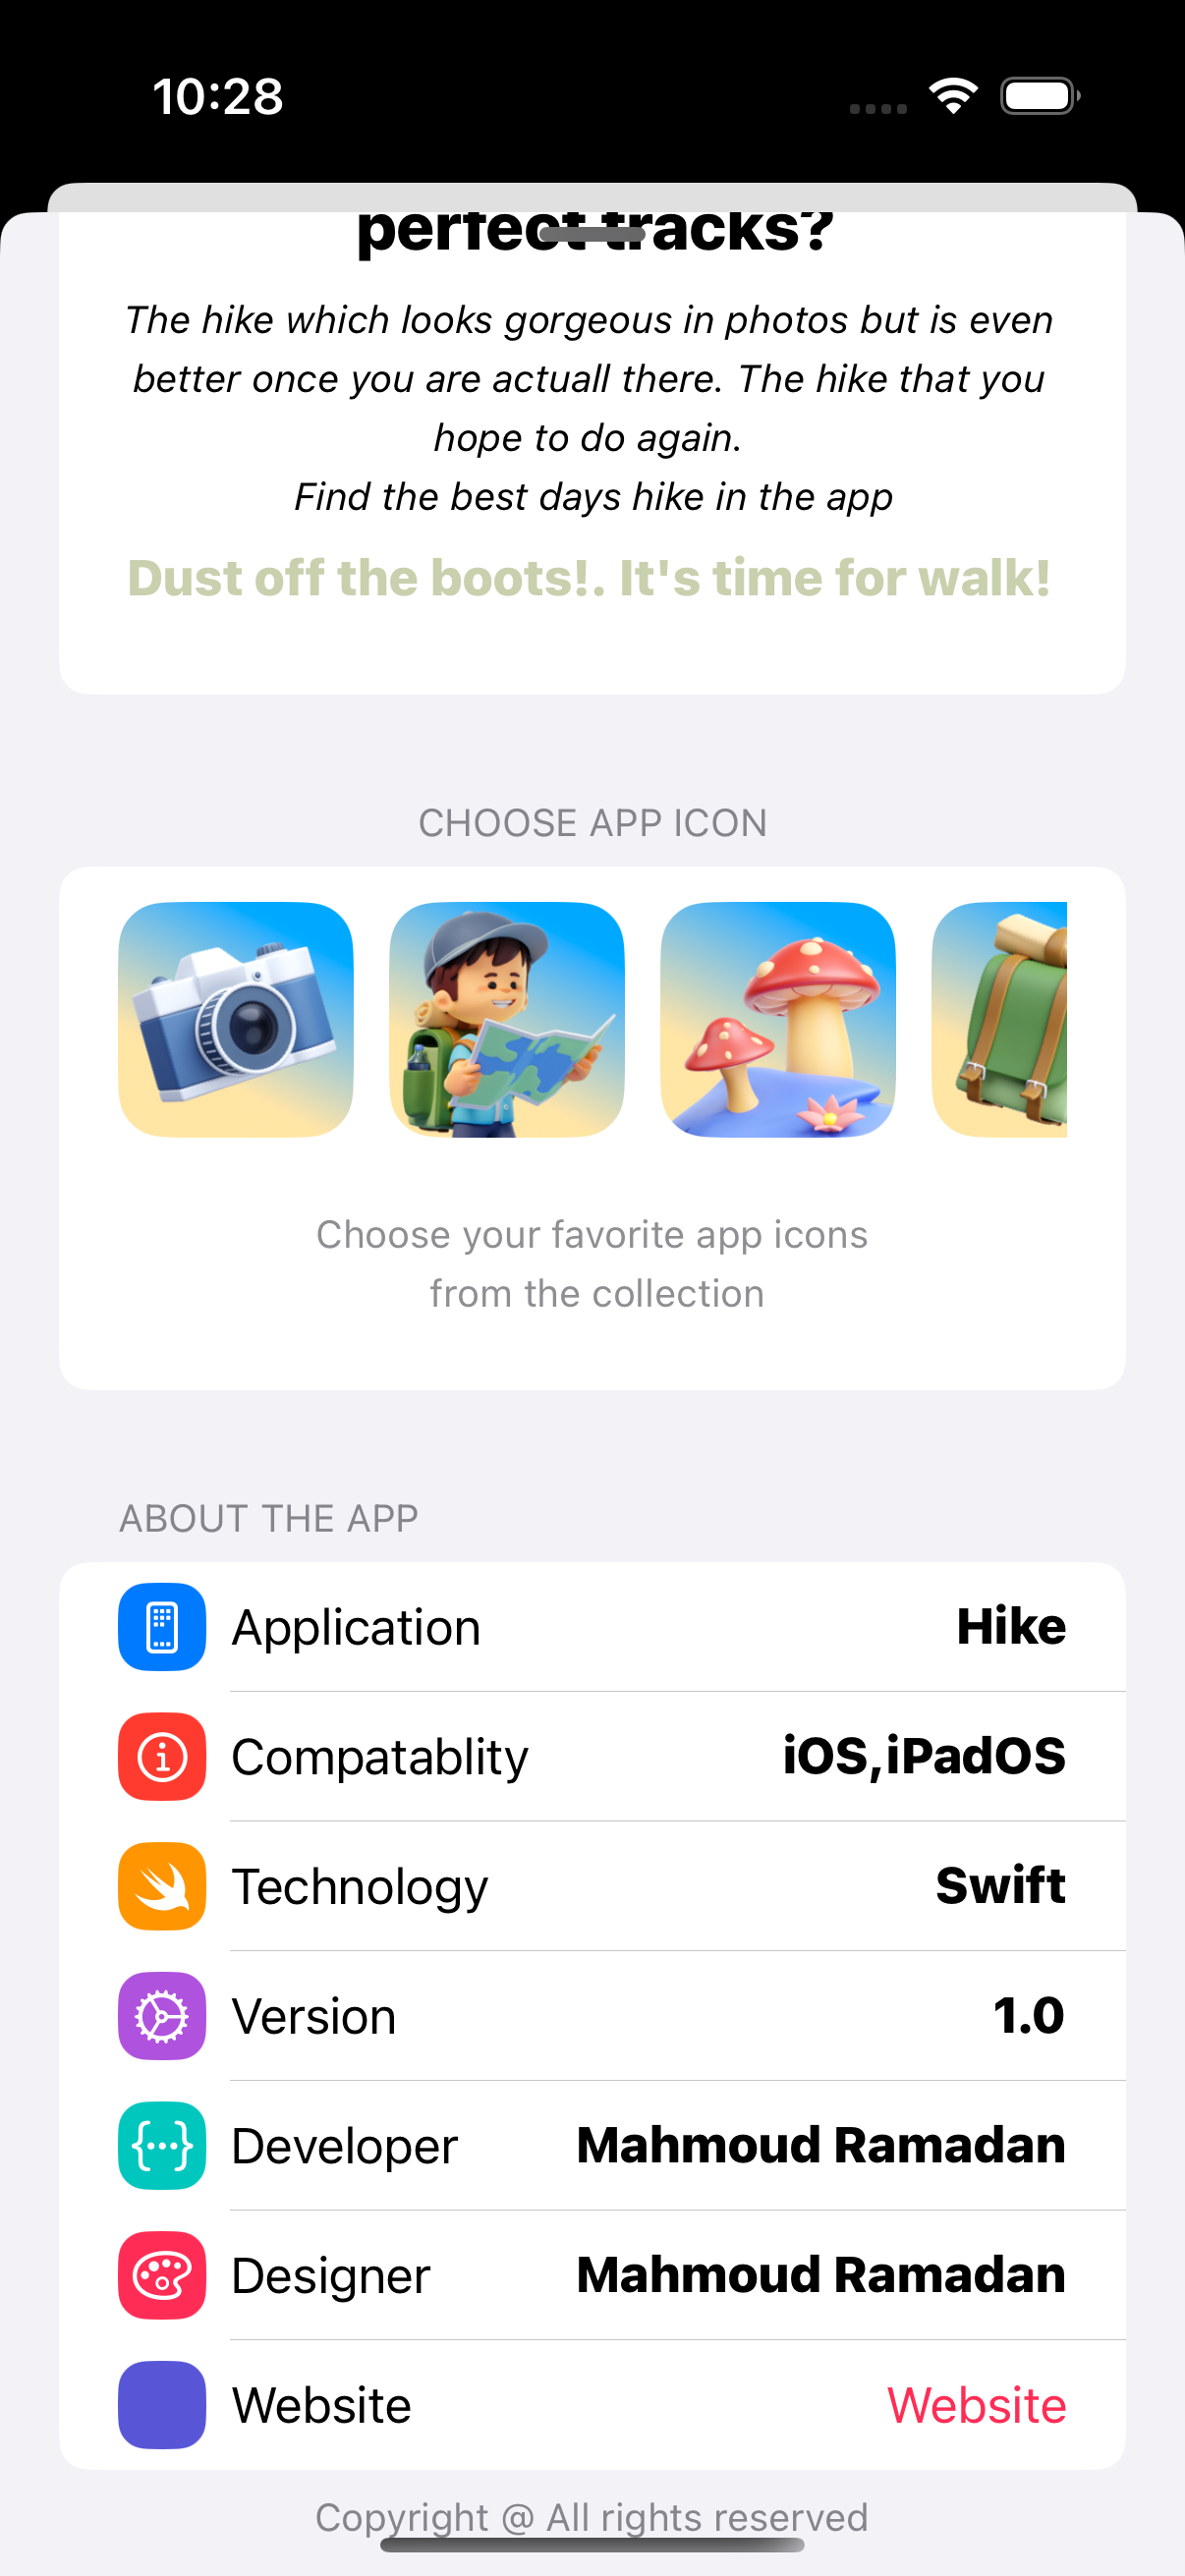 10:28
perfect tracks?
The hike which looks gorgeous in photos but is even
better once you are actuall there. The hike that you
hope to do again.
Find the best days hike in the app
Dust off the boots!. It's time for walk!
CHOOSE APP ICON
Choose your favorite app icons
from the collection
ABOUT THE APP
Application Hike
Compatablity iOS,iPadOS
Technology Swift
Version 1.0
Developer Mahmoud Ramadan
Designer Mahmoud Ramadan
Website Website
Copyright @ All rights reserved